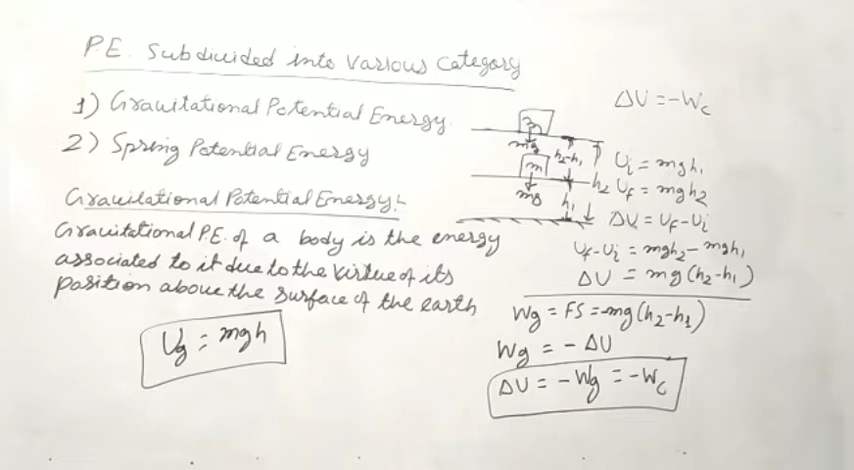 P.E. Subdivided into Various Category
1) Gravitational Potential Energy
2) Spring Potential Energy
Gravitational Potential Energy:-
Gravitational P.E. of a body is the energy
associated to it due to the virtue of its
position above the surface of the earth
Ug = mgh
ΔU = -Wc
m
mg
m
mg
h2-h1
h2
h1
Ui = mgh1
Uf = mgh2
ΔU = Uf - Ui
Uf - Ui = mgh2 - mgh1
ΔU = mg(h2-h1)
Wg = FS = -mg(h2-h1)
Wg = - ΔU
ΔU = - Wg = - Wc